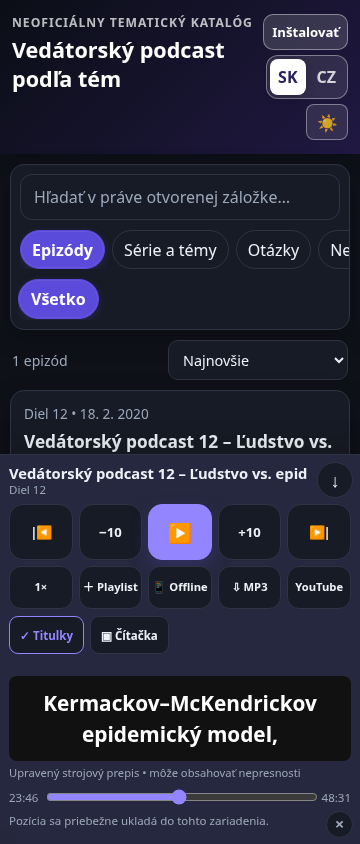 NEOFICIÁLNY TEMATICKÝ KATALÓG
Vedátorský podcast
podľa tém
Inštalovať
SK CZ
Hľadať v práve otvorenej záložke...
Epizódy Série a témy Otázky Ne
Všetko
1 epizód
Najnovšie
Diel 12 • 18. 2. 2020
Vedátorský podcast 12 – Ľudstvo vs.
Vedátorský podcast 12 – Ľudstvo vs. epid
Diel 12
↓
−10 +10
1× + Playlist Offline ⇩ MP3 YouTube
✓ Titulky ▣ Čítačka
Kermackov–McKendrickov
epidemický model,
Upravený strojový prepis • môže obsahovať nepresnosti
23:46 48:31
Pozícia sa priebežne ukladá do tohto zariadenia.
×